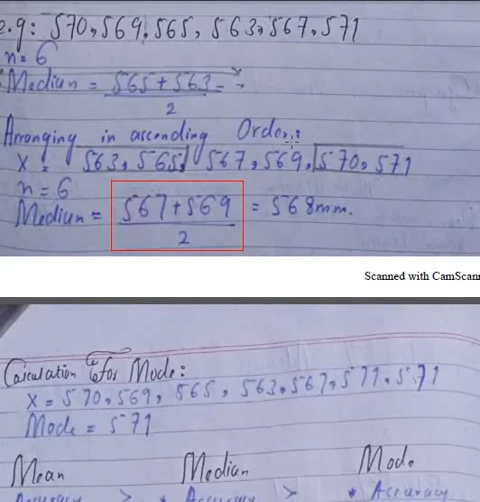 e.g: 570, 569, 565, 563, 567, 571
n = 6
Median = 565 + 563 =
2
Arranging in ascending Order:
X = 563, 565, 567, 569, 570, 571
n = 6
Median = 567 + 569 = 568mm.
2
Scanned with CamScann
Calculation for Mode:
X = 570, 569, 565, 563, 567, 571, 571
Mode = 571
Mean Median Mode
Accuracy > * Accuracy > * Accuracy